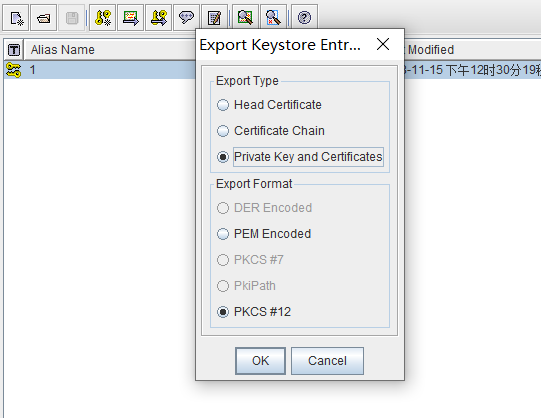 Export Keystore Entr...
T Alias Name Modified
1 -11-15 下午12时30分19秒
Export Type
Head Certificate
Certificate Chain
Private Key and Certificates
Export Format
DER Encoded
PEM Encoded
PKCS #7
PkiPath
PKCS #12
OK Cancel